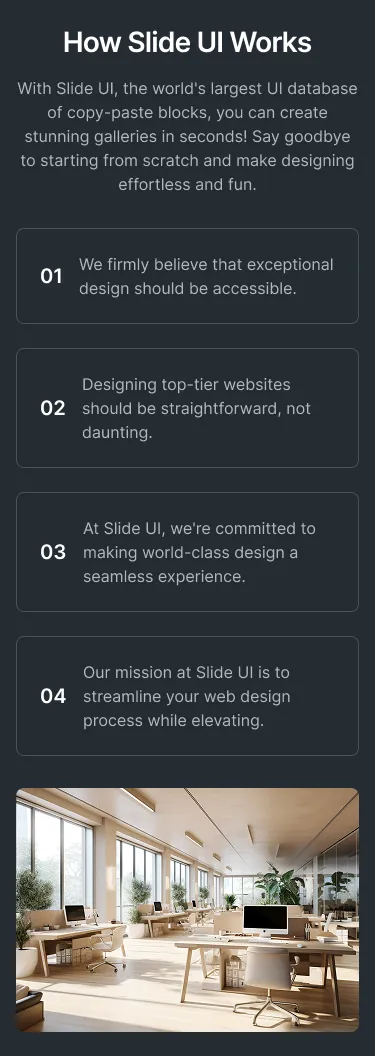 How Slide UI Works
With Slide UI, the world's largest UI database
of copy-paste blocks, you can create
stunning galleries in seconds! Say goodbye
to starting from scratch and make designing
effortless and fun.
01
We firmly believe that exceptional
design should be accessible.
02
Designing top-tier websites
should be straightforward, not
daunting.
03
At Slide UI, we're committed to
making world-class design a
seamless experience.
04
Our mission at Slide UI is to
streamline your web design
process while elevating.